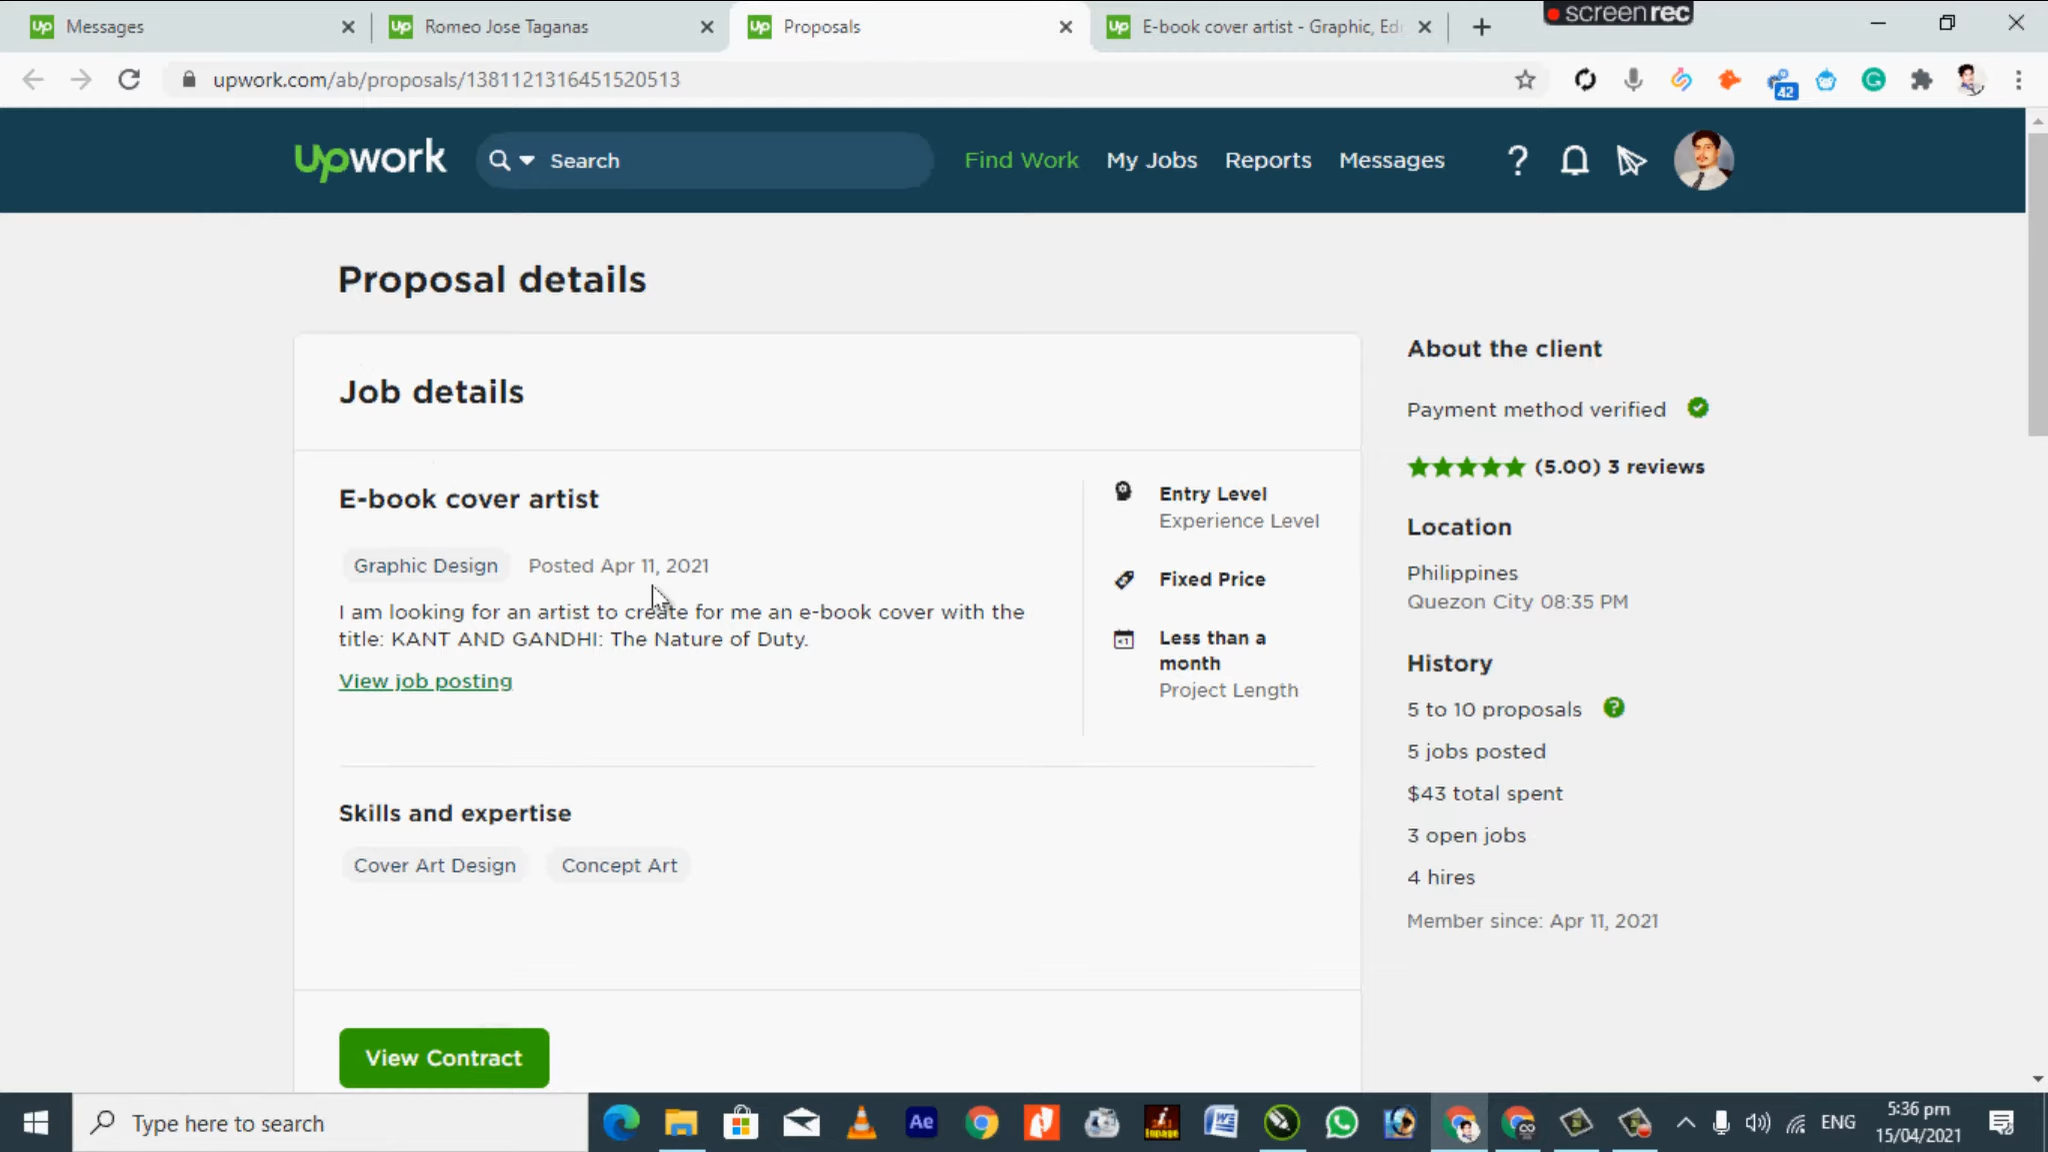 Messages
Romeo Jose Taganas
Proposals
E-book cover artist - Graphic, Ed
screenrec
upwork.com/ab/proposals/1381121316451520513
42
upwork
Search
Find Work
My Jobs
Reports
Messages
Proposal details
Job details
E-book cover artist
Graphic Design
Posted Apr 11, 2021
I am looking for an artist to create for me an e-book cover with the
title: KANT AND GANDHI: The Nature of Duty.
View job posting
Entry Level
Experience Level
Fixed Price
Less than a
month
Project Length
Skills and expertise
Cover Art Design
Concept Art
View Contract
About the client
Payment method verified
(5.00) 3 reviews
Location
Philippines
Quezon City 08:35 PM
History
5 to 10 proposals
5 jobs posted
$43 total spent
3 open jobs
4 hires
Member since: Apr 11, 2021
Type here to search
Ae
ENG
5:36 pm
15/04/2021